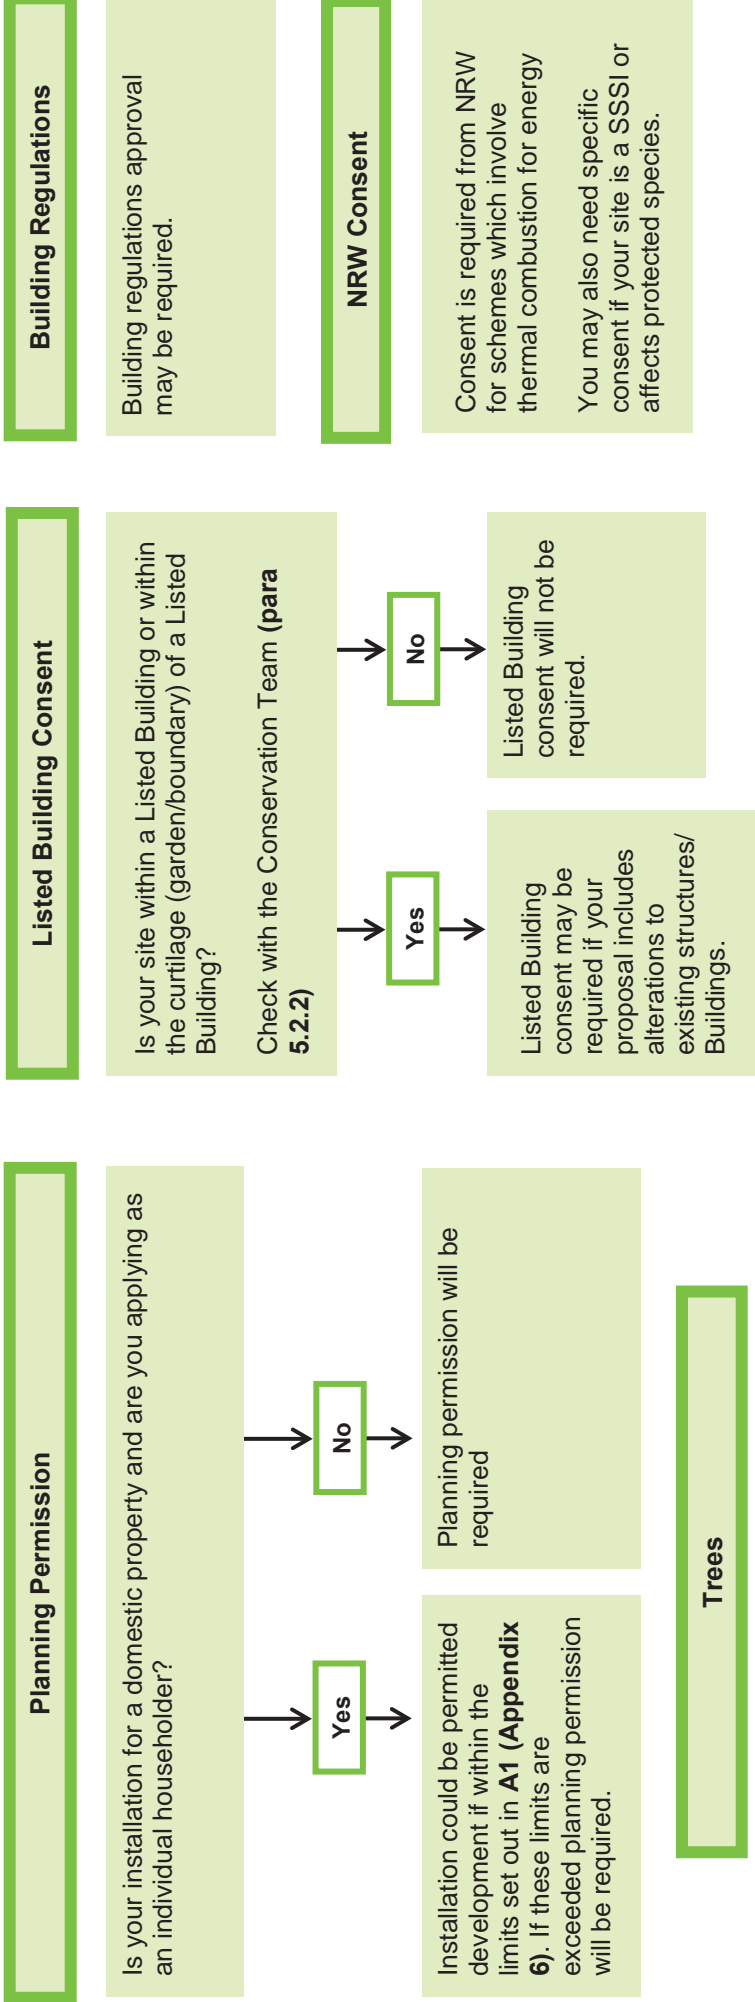 Planning Permission
Is your installation for a domestic property and are you applying as
an individual householder?
Yes
No
Installation could be permitted
development if within the
limits set out in A1 (Appendix
6). If these limits are
exceeded planning permission
will be required.
Planning permission will be
required
Trees
Listed Building Consent
Is your site within a Listed Building or within
the curtilage (garden/boundary) of a Listed
Building?
Check with the Conservation Team (para
5.2.2)
Yes
No
Listed Building
consent may be
required if your
proposal includes
alterations to
existing structures/
Buildings.
Listed Building
consent will not be
required.
Building Regulations
Building regulations approval
may be required.
NRW Consent
Consent is required from NRW
for schemes which involve
thermal combustion for energy
You may also need specific
consent if your site is a SSSI or
affects protected species.